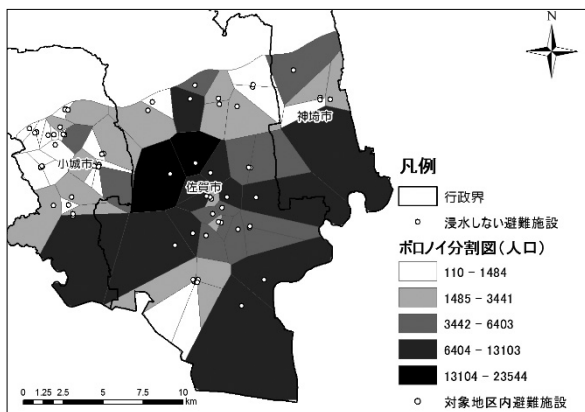 N
神埼市
小城市
佐賀市
凡例
行政界
浸水しない避難施設
ボロノイ分割図(人口)
110 - 1484
1485 - 3441
3442 - 6403
6404 - 13103
13104 - 23544
対象地区内避難施設
0 1.25 2.5 5 7.5 10
km